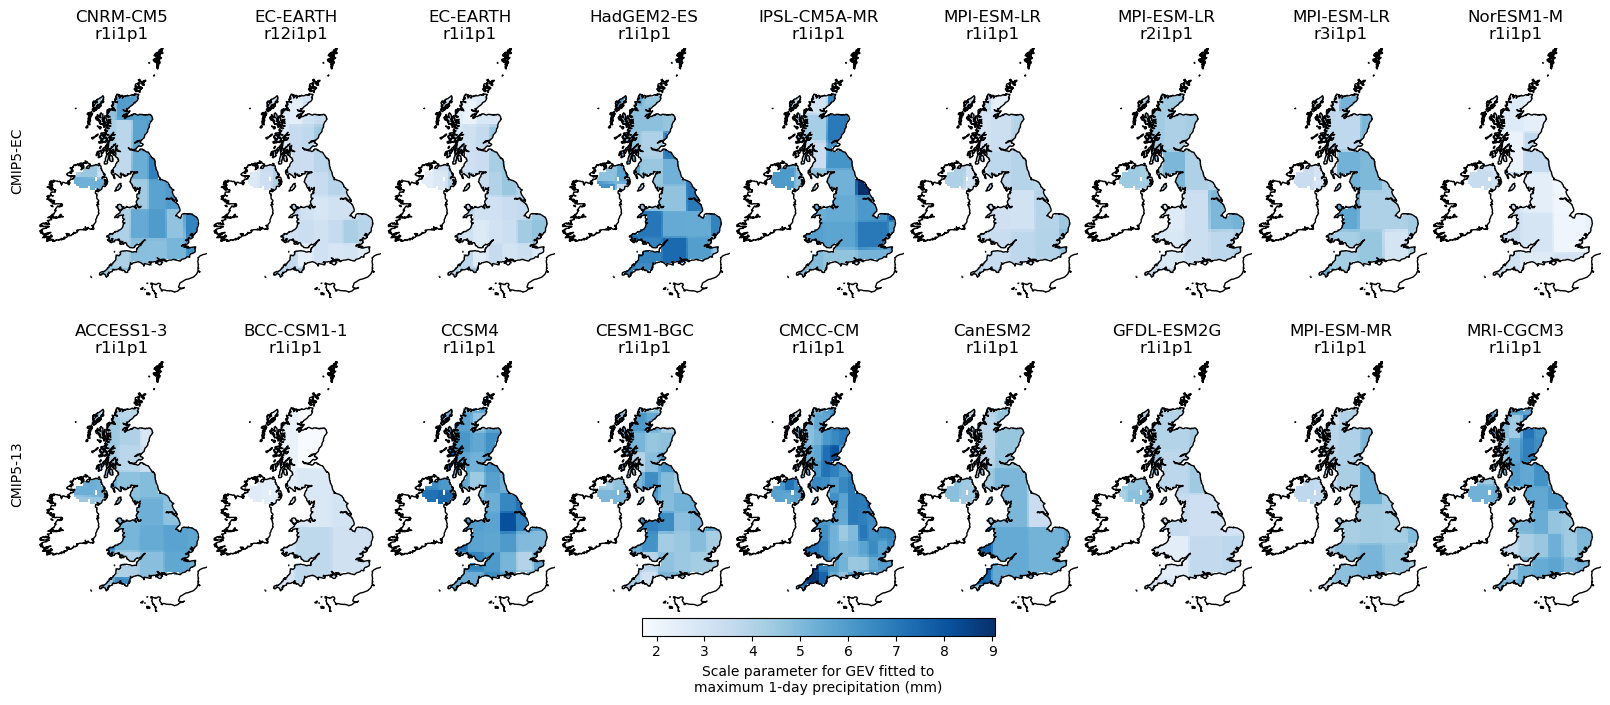 CNRM-CM5
r1i1p1
EC-EARTH
r12i1p1
EC-EARTH
r1i1p1
HadGEM2-ES
r1i1p1
IPSL-CM5A-MR
r1i1p1
MPI-ESM-LR
r1i1p1
MPI-ESM-LR
r2i1p1
MPI-ESM-LR
r3i1p1
NorESM1-M
r1i1p1
CMIP5-EC
ACCESS1-3
r1i1p1
BCC-CSM1-1
r1i1p1
CCSM4
r1i1p1
CESM1-BGC
r1i1p1
CMCC-CM
r1i1p1
CanESM2
r1i1p1
GFDL-ESM2G
r1i1p1
MPI-ESM-MR
r1i1p1
MRI-CGCM3
r1i1p1
CMIP5-13
2 3 4 5 6 7 8 9
Scale parameter for GEV fitted to
maximum 1-day precipitation (mm)